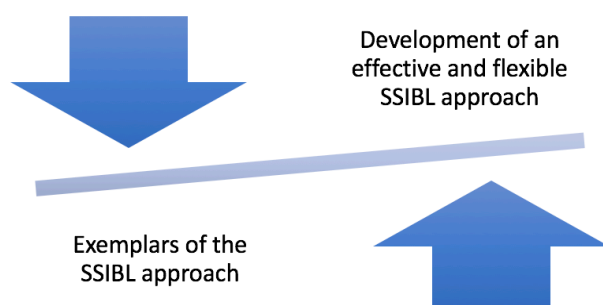 Development of an
effective and flexible
SSIBL approach
Exemplars of the
SSIBL approach